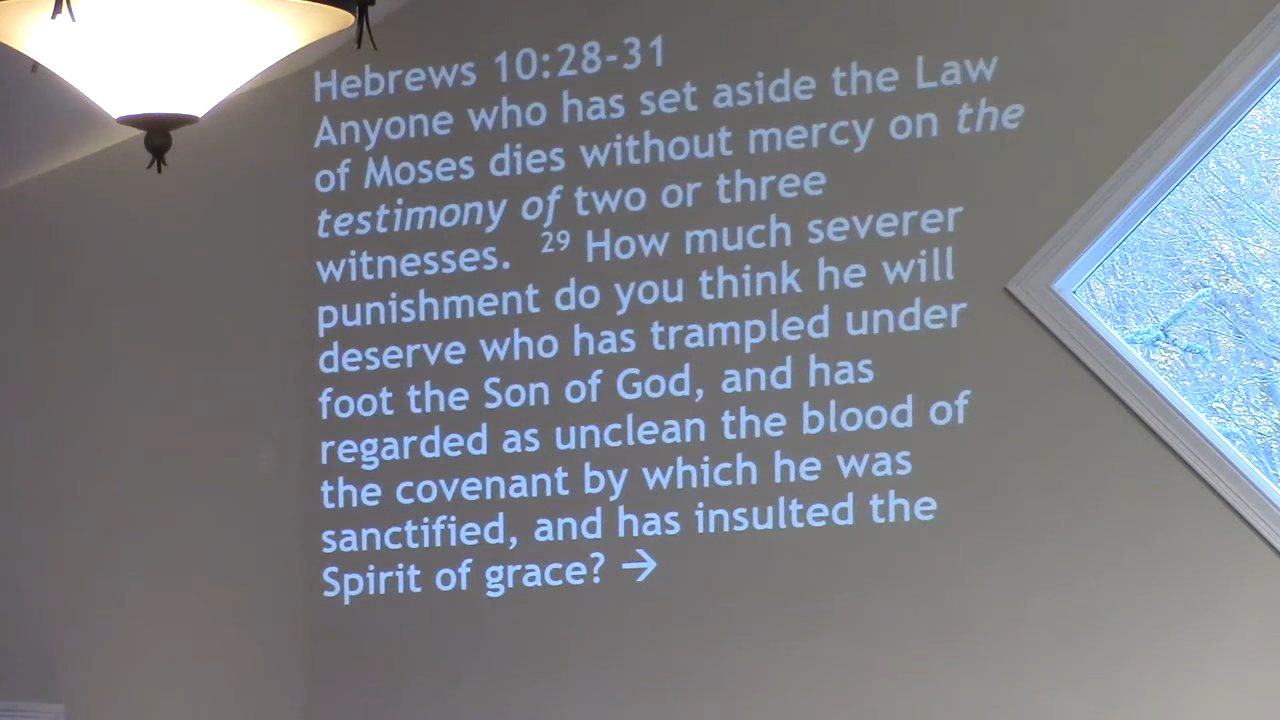 Hebrews 10:28-31
Anyone who has set aside the Law
of Moses dies without mercy on the
testimony of two or three
witnesses. 29 How much severer
punishment do you think he will
deserve who has trampled under
foot the Son of God, and has
regarded as unclean the blood of
the covenant by which he was
sanctified, and has insulted the
Spirit of grace? →